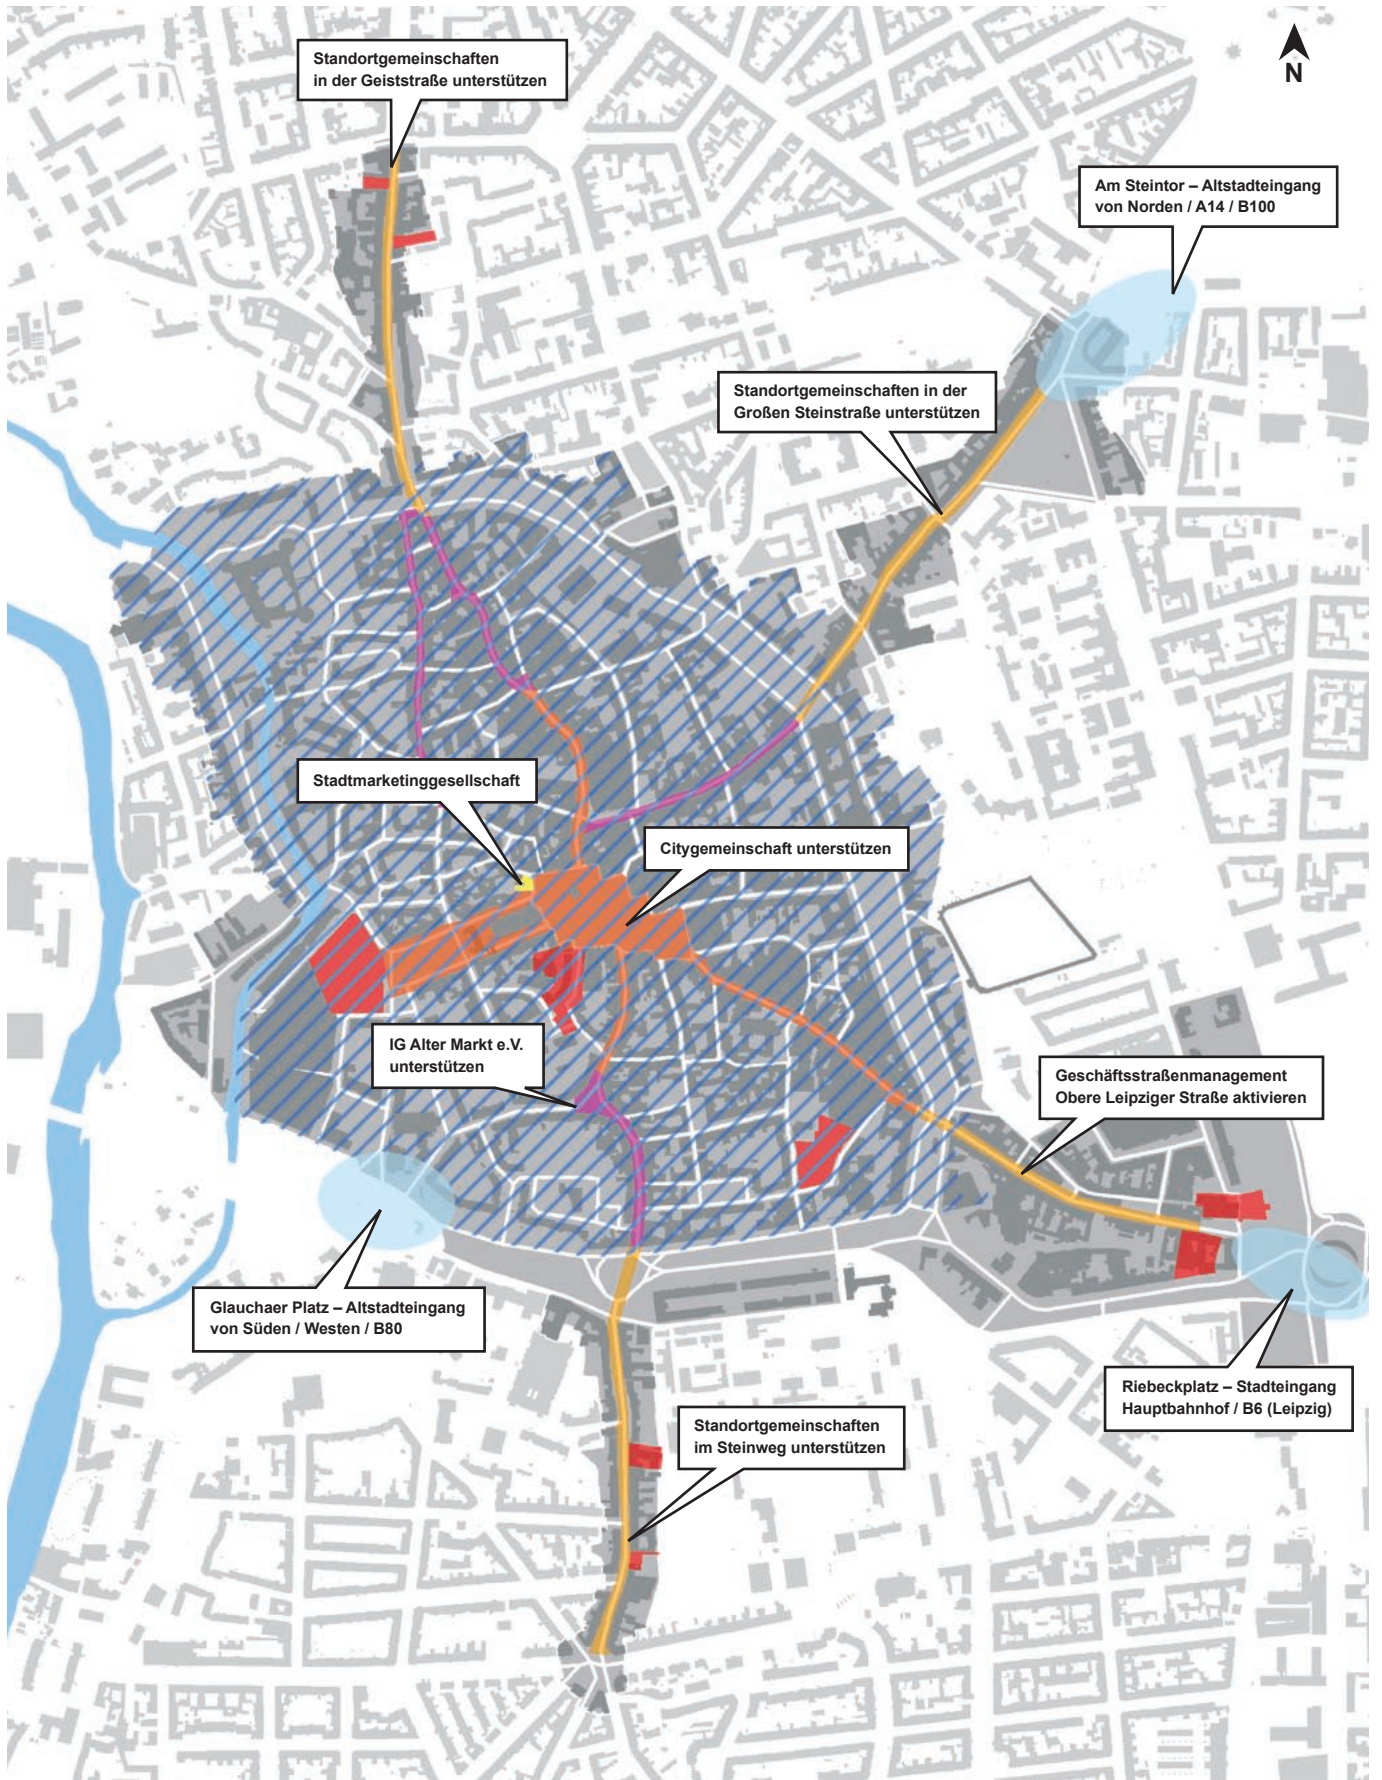 Standortgemeinschaften
in der Geiststraße unterstützen
N
Am Steintor – Altstadteingang
von Norden / A14 / B100
Standortgemeinschaften in der
Großen Steinstraße unterstützen
Stadtmarketinggesellschaft
Citygemeinschaft unterstützen
IG Alter Markt e.V.
unterstützen
Geschäftsstraßenmanagement
Obere Leipziger Straße aktivieren
Glauchaer Platz – Altstadteingang
von Süden / Westen / B80
Riebeckplatz – Stadteingang
Hauptbahnhof / B6 (Leipzig)
Standortgemeinschaften
im Steinweg unterstützen